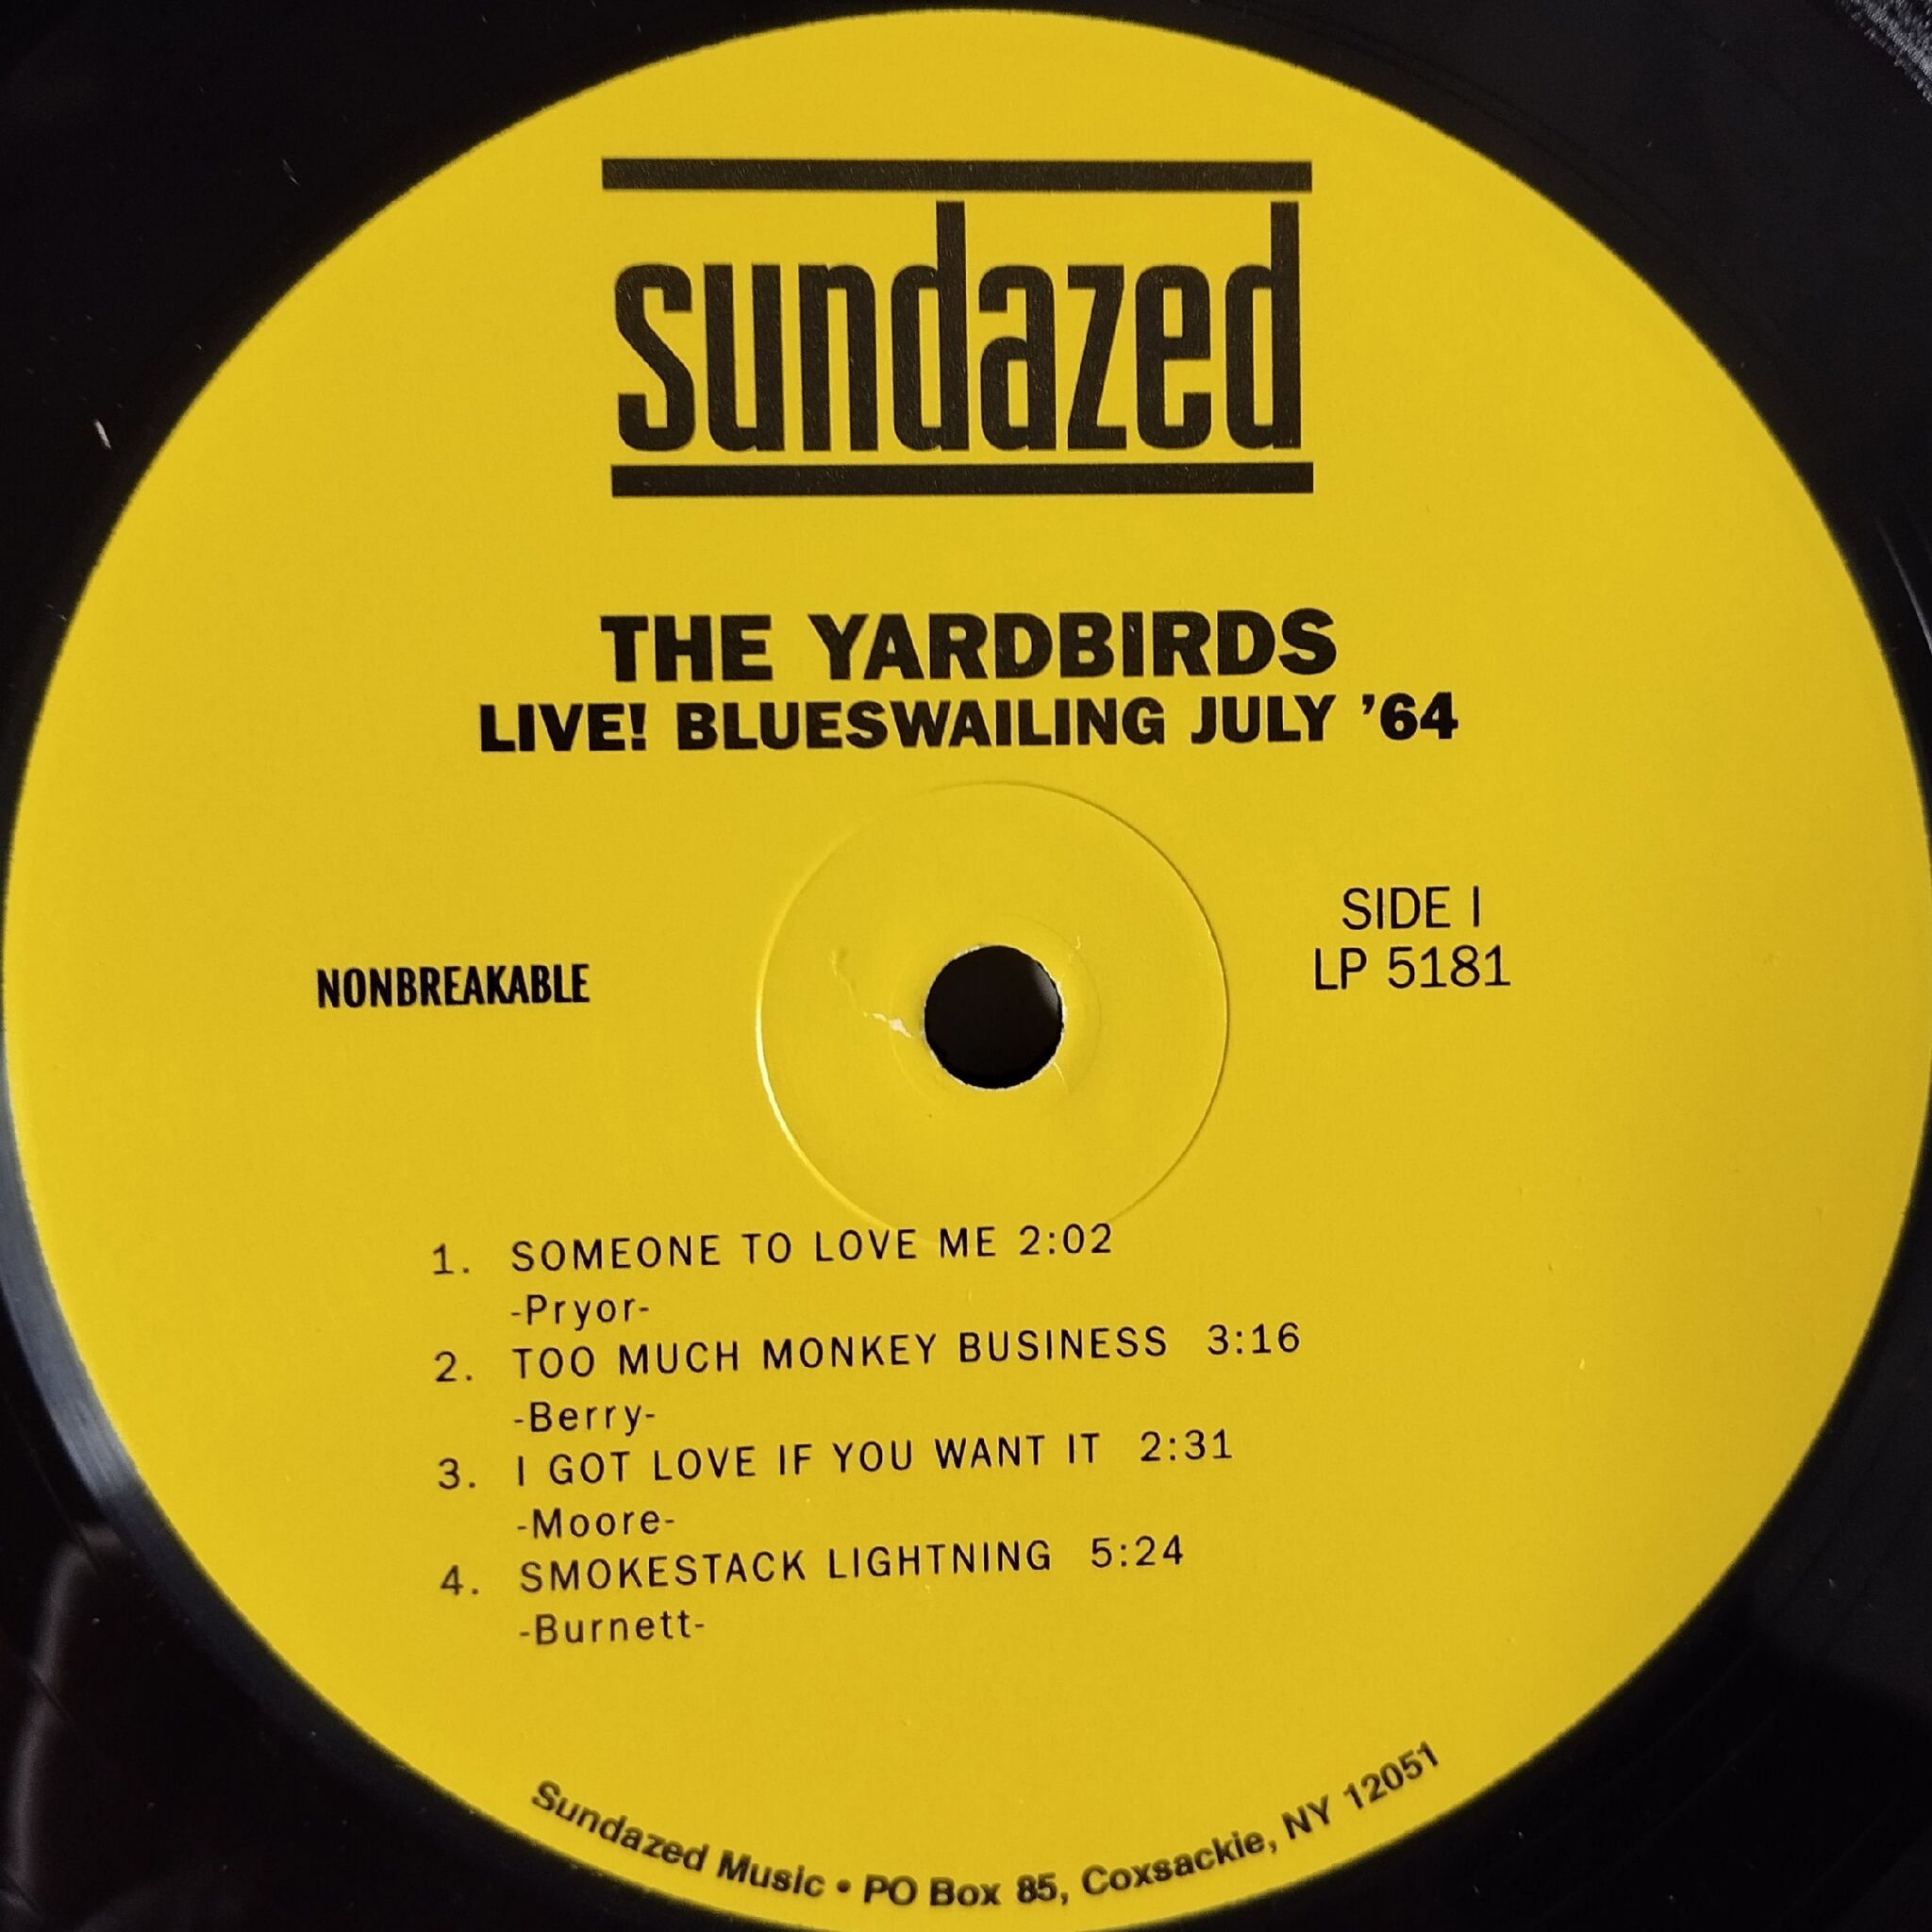 sundazed
THE YARDBIRDS
LIVE! BLUESWAILING JULY '64
SIDE I
LP 5181
NONBREAKABLE
1. SOMEONE TO LOVE ME 2:02
-Pryor-
2. TOO MUCH MONKEY BUSINESS 3:16
-Berry-
3. I GOT LOVE IF YOU WANT IT 2:31
-Moore-
4. SMOKESTACK LIGHTNING 5:24
-Burnett-
Sundazed Music • PO Box 85, Coxsackie, NY 12051